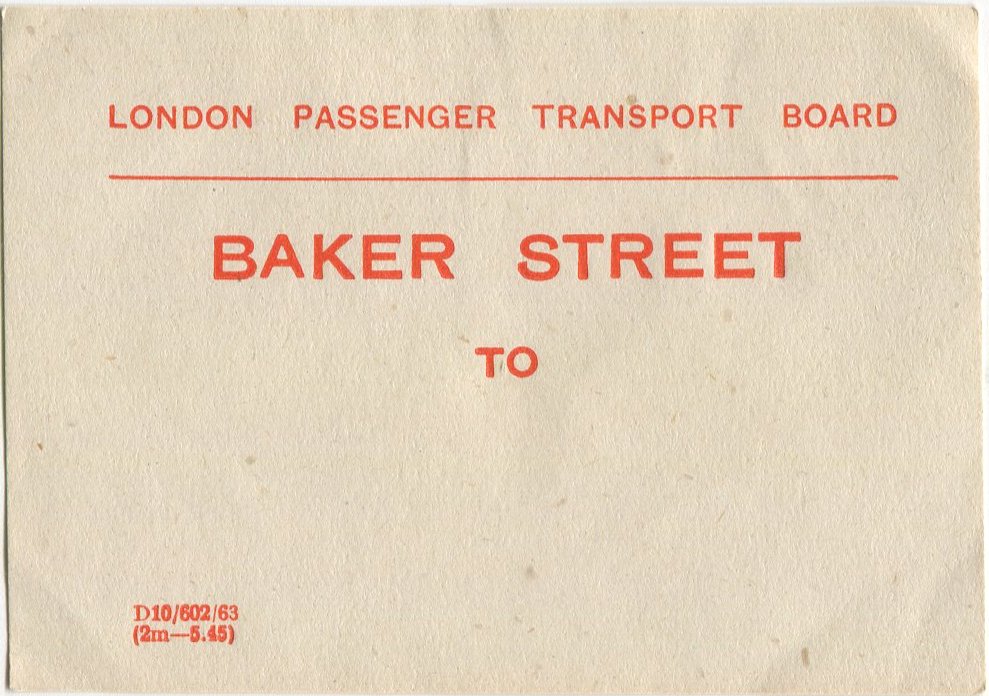 LONDON PASSENGER TRANSPORT BOARD
BAKER STREET
TO
D10/602/63
(2m—5.45)